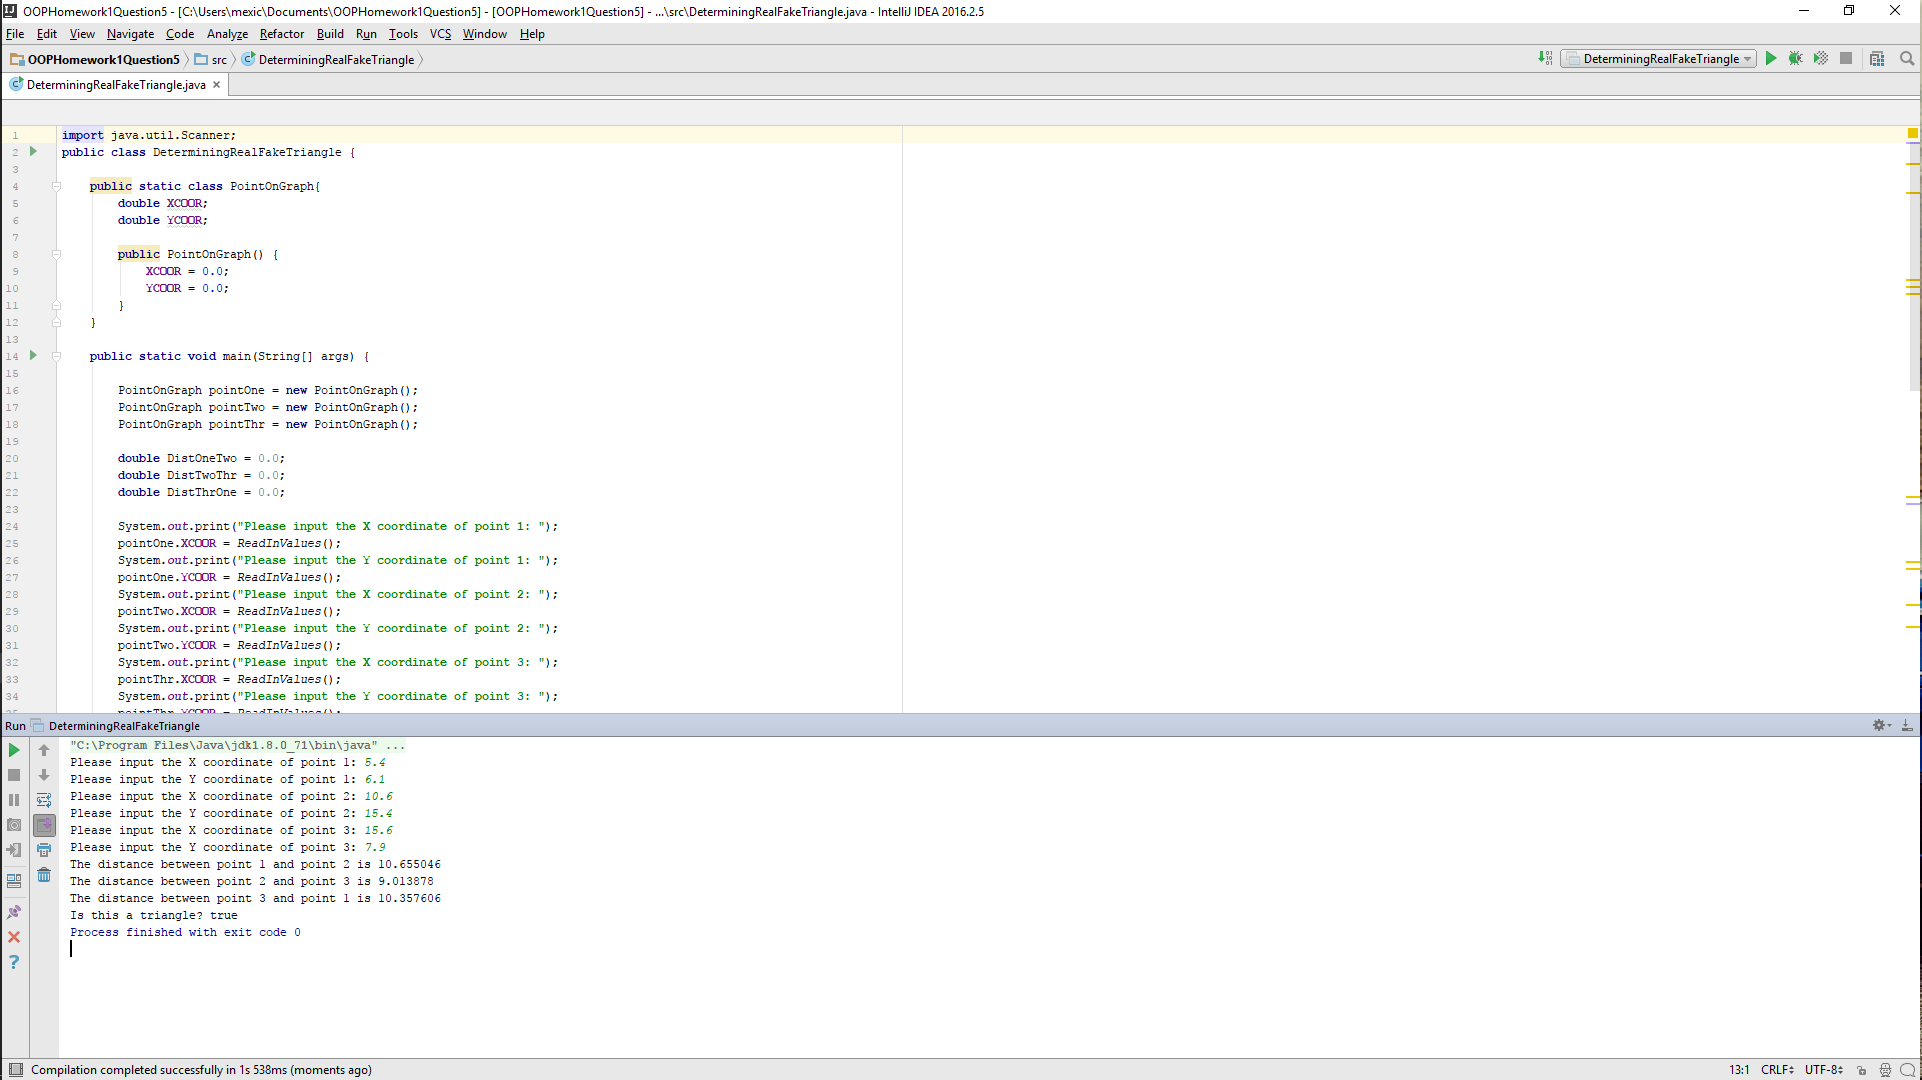 OOPHomework1Question5 - [C:\Users\mexic\Documents\OOPHomework1Question5] - [OOPHomework1Question5] - ...\src\DeterminingRealFakeTriangle.java - IntelliJ IDEA 2016.2.5
File Edit View Navigate Code Analyze Refactor Build Run Tools VCS Window Help
OOPHomework1Question5 src DeterminingRealFakeTriangle DeterminingRealFakeTriangle
DeterminingRealFakeTriangle.java
1 import java.util.Scanner;
2 public class DeterminingRealFakeTriangle {
3
4 public static class PointOnGraph{
5 double XCOOR;
6 double YCOOR;
7
8 public PointOnGraph() {
9 XCOOR = 0.0;
10 YCOOR = 0.0;
11 }
12 }
13
14 public static void main(String[] args) {
15
16 PointOnGraph pointOne = new PointOnGraph();
17 PointOnGraph pointTwo = new PointOnGraph();
18 PointOnGraph pointThr = new PointOnGraph();
19
20 double DistOneTwo = 0.0;
21 double DistTwoThr = 0.0;
22 double DistThrOne = 0.0;
23
24 System.out.print("Please input the X coordinate of point 1: ");
25 pointOne.XCOOR = ReadInValues();
26 System.out.print("Please input the Y coordinate of point 1: ");
27 pointOne.YCOOR = ReadInValues();
28 System.out.print("Please input the X coordinate of point 2: ");
29 pointTwo.XCOOR = ReadInValues();
30 System.out.print("Please input the Y coordinate of point 2: ");
31 pointTwo.YCOOR = ReadInValues();
32 System.out.print("Please input the X coordinate of point 3: ");
33 pointThr.XCOOR = ReadInValues();
34 System.out.print("Please input the Y coordinate of point 3: ");
35 pointThr.YCOOR = ReadInValues();
Run DeterminingRealFakeTriangle
"C:\Program Files\Java\jdk1.8.0_71\bin\java" ...
Please input the X coordinate of point 1: 5.4
Please input the Y coordinate of point 1: 6.1
Please input the X coordinate of point 2: 10.6
Please input the Y coordinate of point 2: 15.4
Please input the X coordinate of point 3: 15.6
Please input the Y coordinate of point 3: 7.9
The distance between point 1 and point 2 is 10.655046
The distance between point 2 and point 3 is 9.013878
The distance between point 3 and point 1 is 10.357606
Is this a triangle? true
Process finished with exit code 0
Compilation completed successfully in 1s 538ms (moments ago) 13:1 CRLF UTF-8